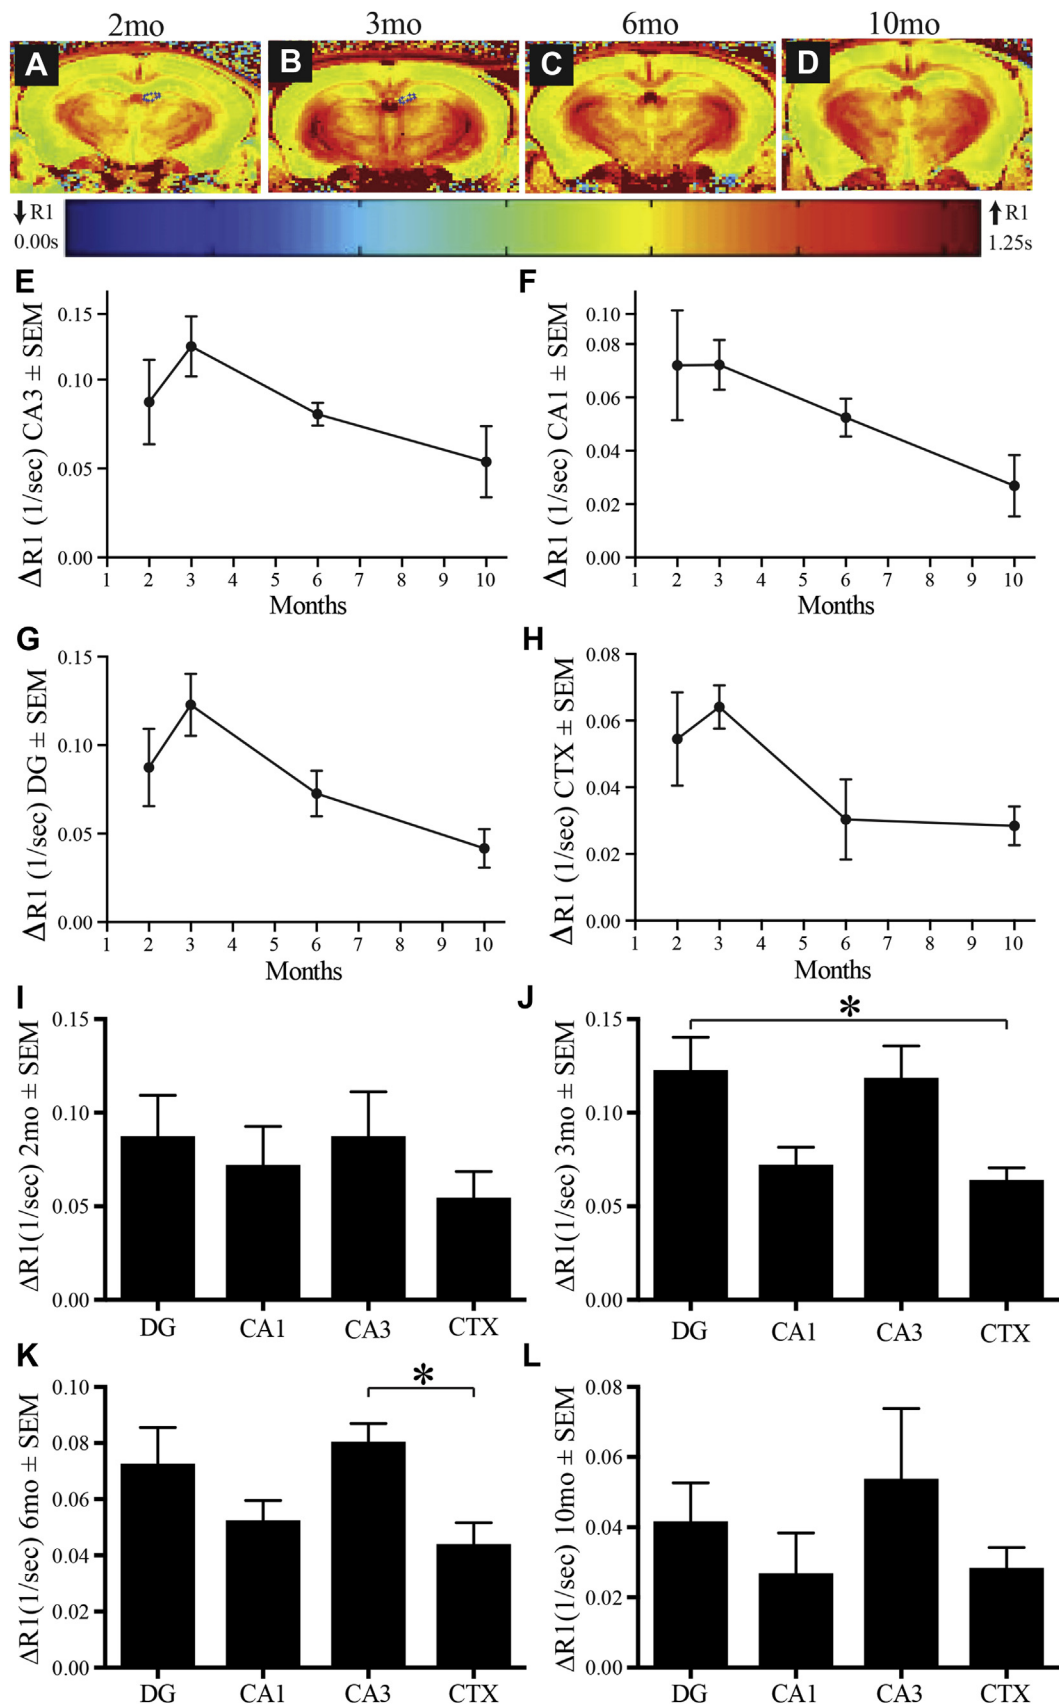 2mo 3mo 6mo 10mo
A B C D
↓R1 ↑R1
0.00s 1.25s
E F
ΔR1 (1/sec) CA3 ± SEM
0.15
0.10
0.05
0.00
1 2 3 4 5 6 7 8 9 10
Months
ΔR1 (1/sec) CA1 ± SEM
0.10
0.08
0.06
0.04
0.02
0.00
1 2 3 4 5 6 7 8 9 10
Months
G H
ΔR1 (1/sec) DG ± SEM
0.15
0.10
0.05
0.00
1 2 3 4 5 6 7 8 9 10
Months
ΔR1 (1/sec) CTX ± SEM
0.08
0.06
0.04
0.02
0.00
1 2 3 4 5 6 7 8 9 10
Months
I J
ΔR1(1/sec) 2mo ± SEM
0.15
0.10
0.05
0.00
DG CA1 CA3 CTX
ΔR1(1/sec) 3mo ± SEM
*
0.15
0.10
0.05
0.00
DG CA1 CA3 CTX
K L
ΔR1(1/sec) 6mo ± SEM
*
0.10
0.08
0.06
0.04
0.02
0.00
DG CA1 CA3 CTX
ΔR1(1/sec) 10mo ± SEM
0.08
0.06
0.04
0.02
0.00
DG CA1 CA3 CTX